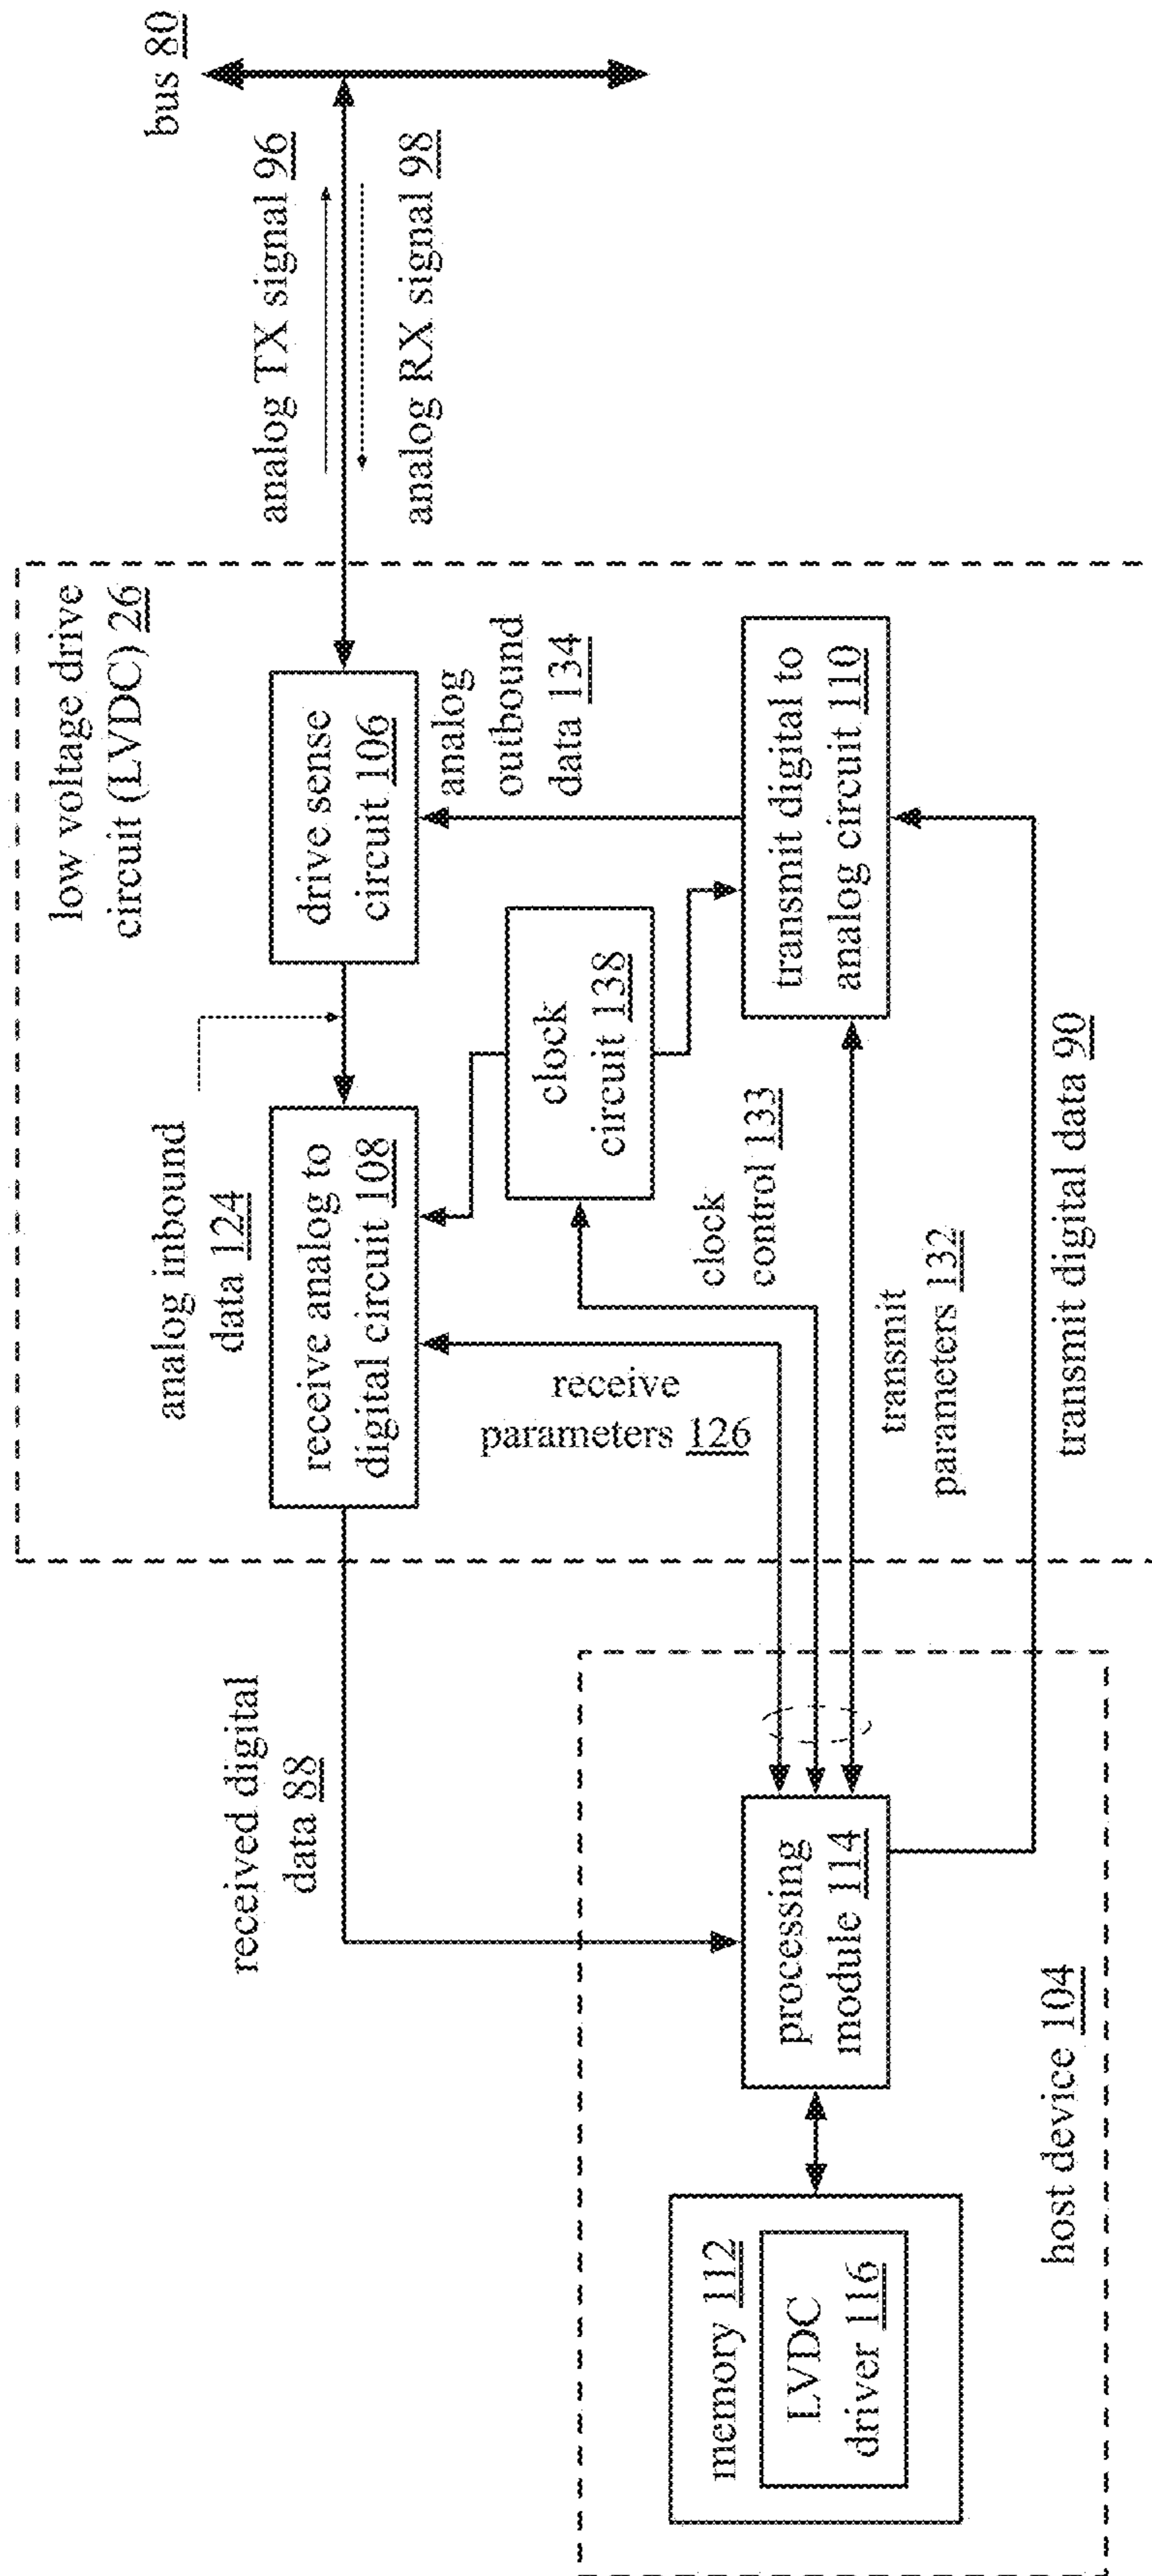 low voltage drive
circuit (LVDC) 26
bus 80
analog TX signal 96
analog RX signal 98
received digital
data 88
analog inbound
data 124
receive analog to
digital circuit 108
drive sense
circuit 106
analog
outbound
data 134
clock
circuit 138
receive
parameters 126
clock
control 133
transmit digital to
analog circuit 110
transmit
parameters 132
transmit digital data 90
memory 112
LVDC
driver 116
processing
module 114
host device 104